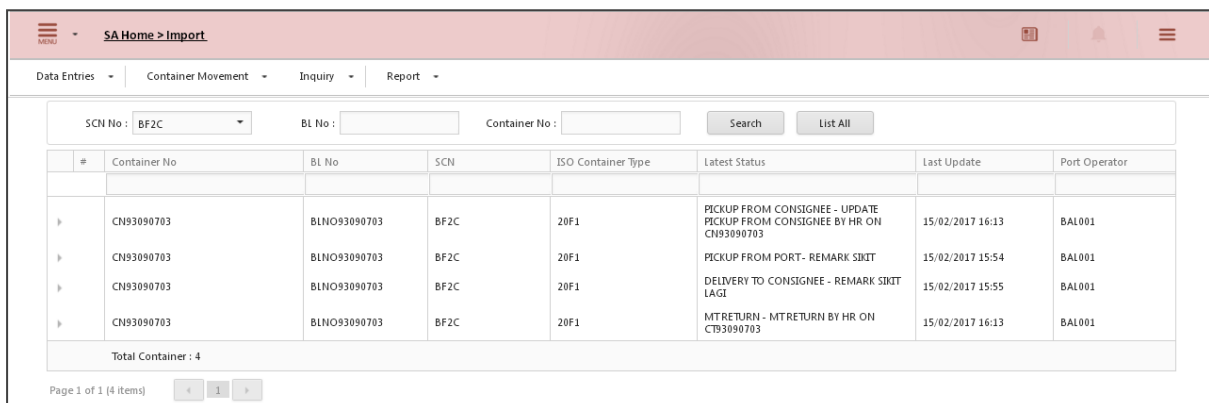 MENU SA Home > Import
Data Entries Container Movement Inquiry Report
SCN No : BF2C BL No : Container No : Search List All
# Container No BL No SCN ISO Container Type Latest Status Last Update Port Operator
CN93090703 BLNO93090703 BF2C 20F1 PICKUP FROM CONSIGNEE - UPDATE 15/02/2017 16:13 BAL001
PICKUP FROM CONSIGNEE BY HR ON
CN93090703
CN93090703 BLNO93090703 BF2C 20F1 PICKUP FROM PORT- REMARK SIKIT 15/02/2017 15:54 BAL001
CN93090703 BLNO93090703 BF2C 20F1 DELIVERY TO CONSIGNEE - REMARK SIKIT 15/02/2017 15:55 BAL001
LAGI
CN93090703 BLNO93090703 BF2C 20F1 MT RETURN - MT RETURN BY HR ON 15/02/2017 16:13 BAL001
CT93090703
Total Container : 4
Page 1 of 1 (4 items) 1